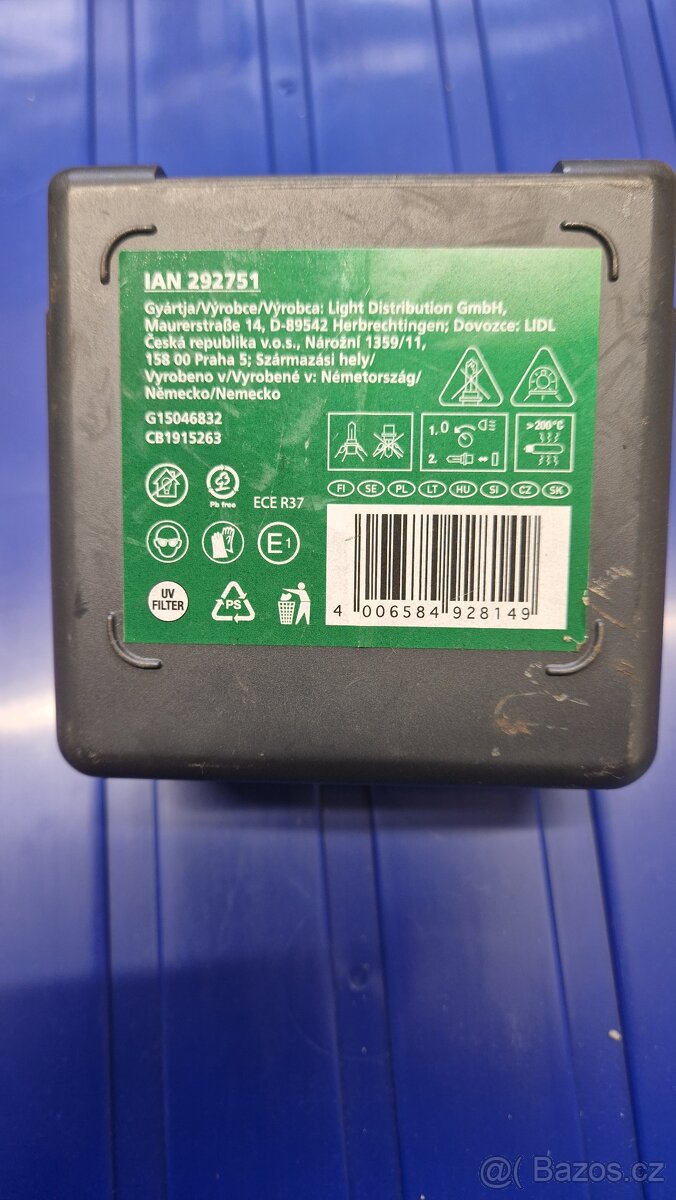 IAN 292751
Gyártja/Výrobce/Výrobca: Light Distribution GmbH,
Maurerstraße 14, D-89542 Herbrechtingen; Dovozce: LIDL
Česká republika v.o.s., Nárožní 1359/11,
158 00 Praha 5; Származási hely/
Vyrobeno v/Vyrobené v: Németország/
Německo/Nemecko
G15046832
CB1915263
1. 0
2.
>200°C
Pb free
ECE R37
FI SE PL LT HU SI CZ SK
E1
UV
FILTER
PS
4 006584 928149
@( Bazoš.cz